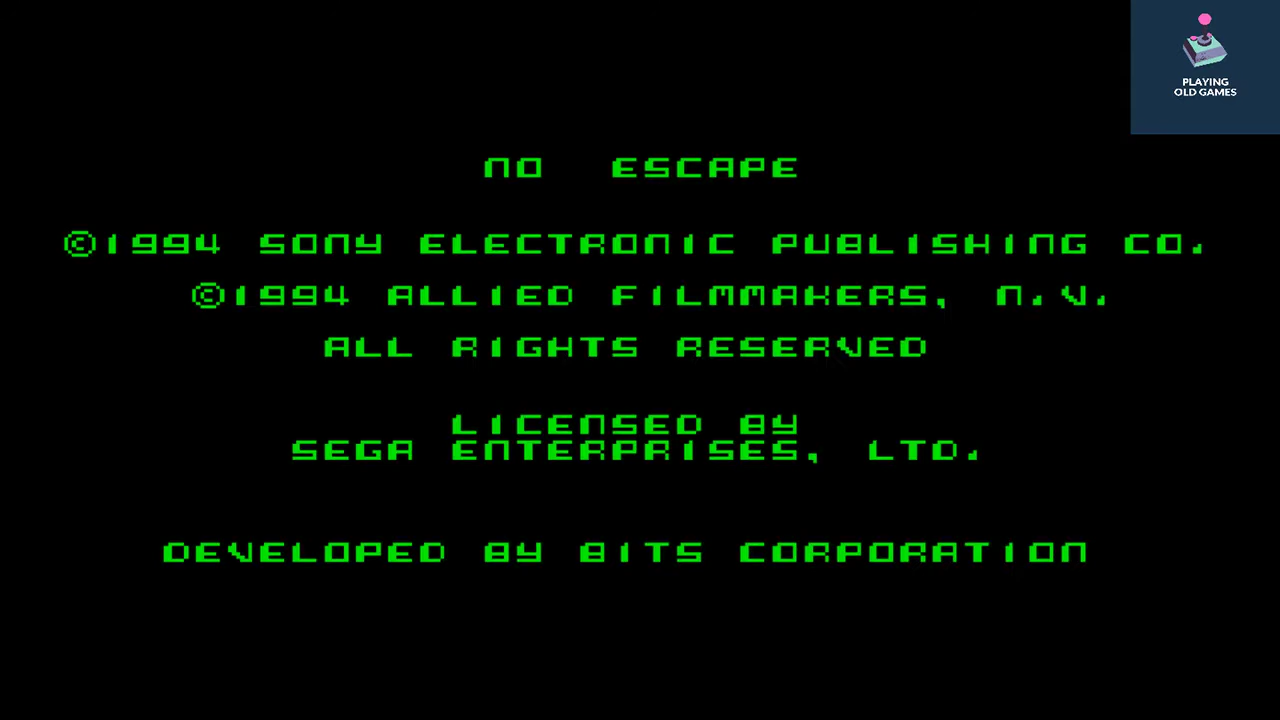 PLAYING
OLD GAMES
NO ESCAPE
©1994 SONY ELECTRONIC PUBLISHING CO.
©1994 ALLIED FILMMAKERS, N.V.
ALL RIGHTS RESERVED
LICENSED BY
SEGA ENTERPRISES, LTD.
DEVELOPED BY BITS CORPORATION